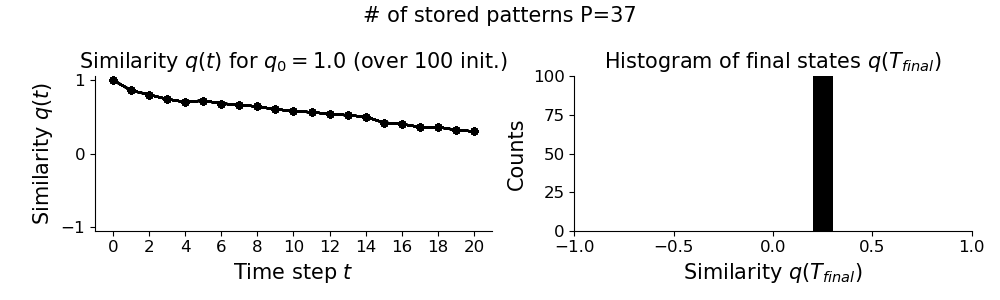 # of stored patterns P=37
Similarity q(t) for q₀ = 1.0 (over 100 init.)
1
0
−1
Similarity q(t)
0 2 4 6 8 10 12 14 16 18 20
Time step t
Histogram of final states q(T_final)
100
75
50
25
0
Counts
−1.0 −0.5 0.0 0.5 1.0
Similarity q(T_final)